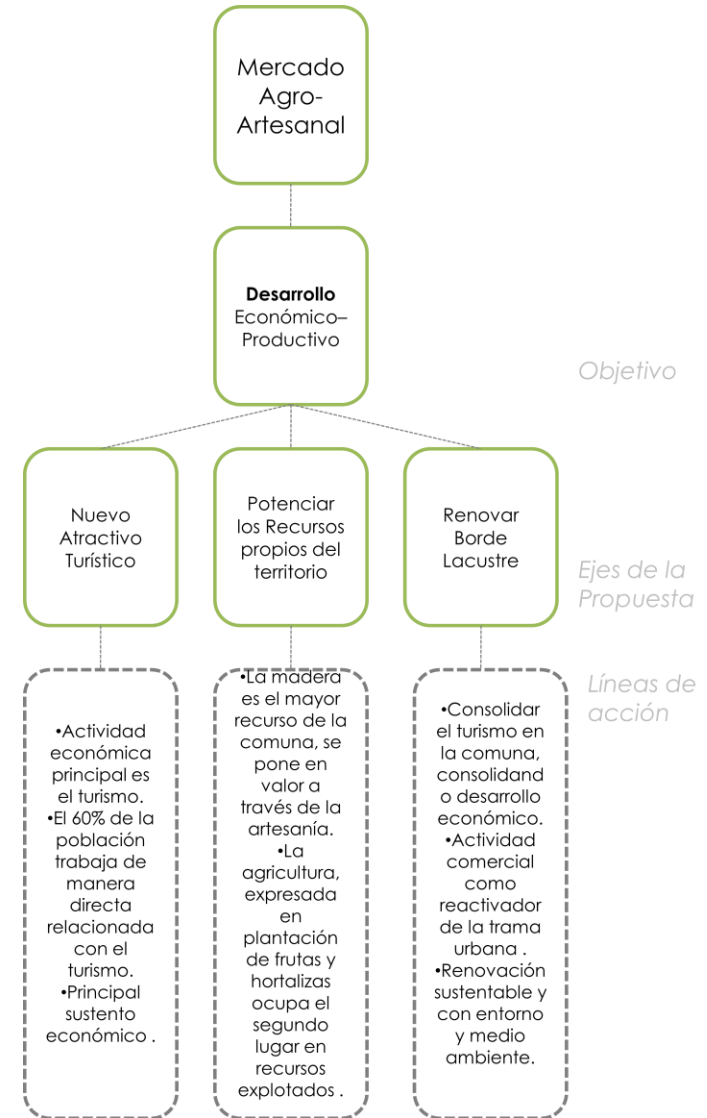 Mercado
Agro-
Artesanal
Desarrollo
Económico–
Productivo
Objetivo
Nuevo
Atractivo
Turístico
Potenciar
los Recursos
propios del
territorio
Renovar
Borde
Lacustre
Ejes de la
Propuesta
Líneas de
acción
•Actividad
económica
principal es
el turismo.
•El 60% de la
población
trabaja de
manera
directa
relacionada
con el
turismo.
•Principal
sustento
económico .
•La madera
es el mayor
recurso de la
comuna, se
pone en
valor a
través de la
artesanía.
•La
agricultura,
expresada
en
plantación
de frutas y
hortalizas
ocupa el
segundo
lugar en
recursos
explotados .
•Consolidar
el turismo en
la comuna,
consolidand
o desarrollo
económico.
•Actividad
comercial
como
reactivador
de la trama
urbana .
•Renovación
sustentable y
con entorno
y medio
ambiente.